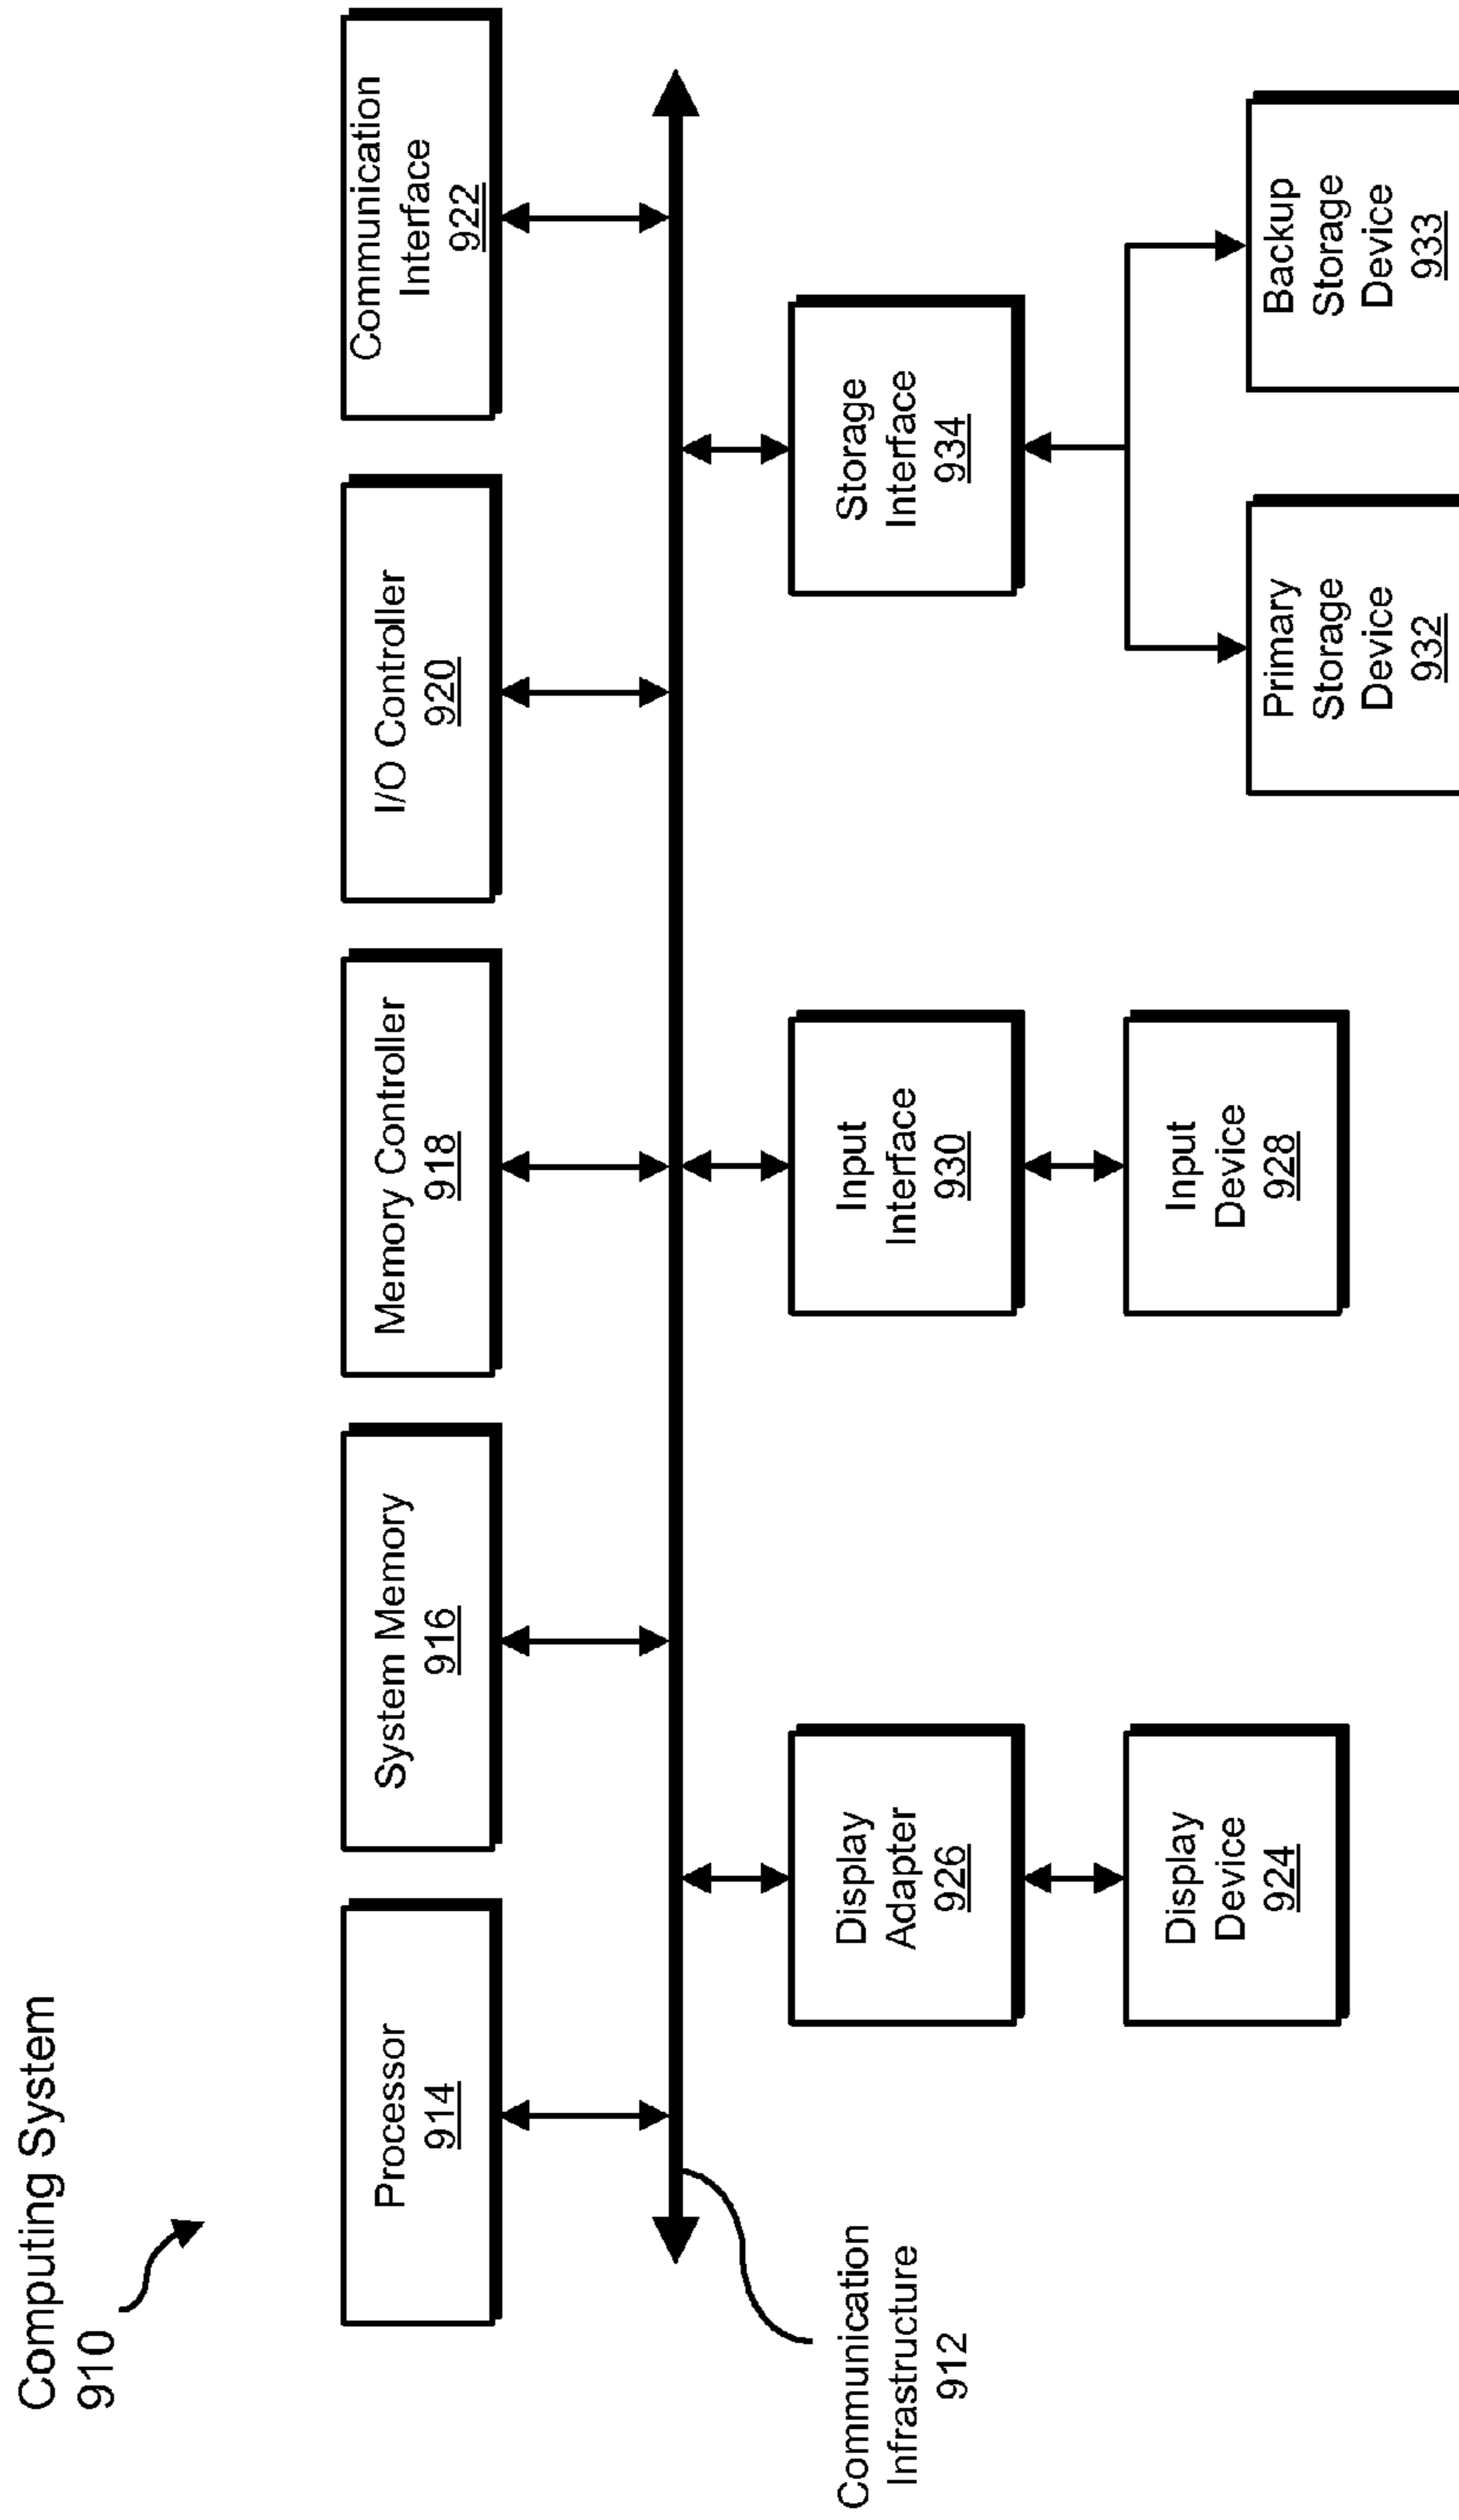 Computing System
910
Processor
914
System Memory
916
Memory Controller
918
I/O Controller
920
Communication
Interface
922
Communication
Infrastructure
912
Display
Adapter
926
Input
Interface
930
Storage
Interface
934
Display
Device
924
Input
Device
928
Primary
Storage
Device
932
Backup
Storage
Device
933